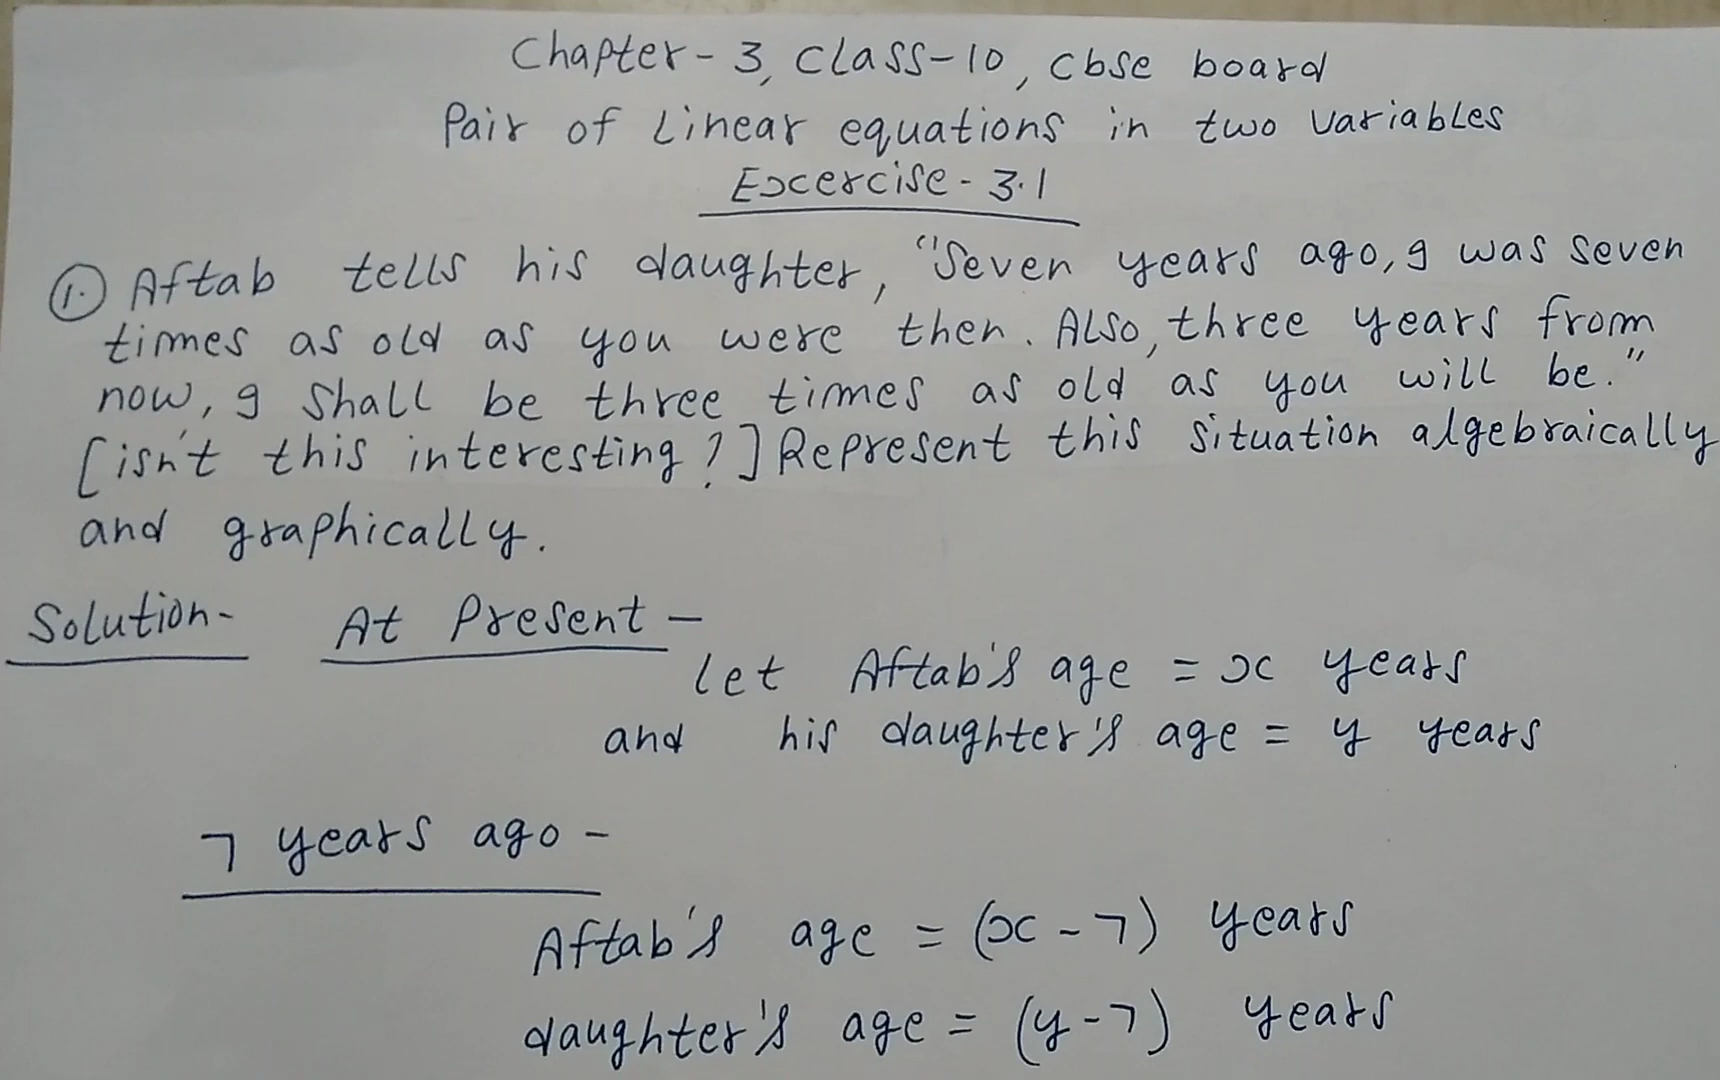 Chapter-3, Class-10, cbse board
Pair of Linear equations in two variables
Excercise-3.1
1. Aftab tells his daughter, "Seven years ago, I was seven
times as old as you were then. Also, three years from
now, I shall be three times as old as you will be."
[isn't this interesting?] Represent this situation algebraically
and graphically.
Solution- At Present-
Let Aftab's age = x years
and his daughter's age = y years
7 years ago-
Aftab's age = (x-7) years
daughter's age = (y-7) years